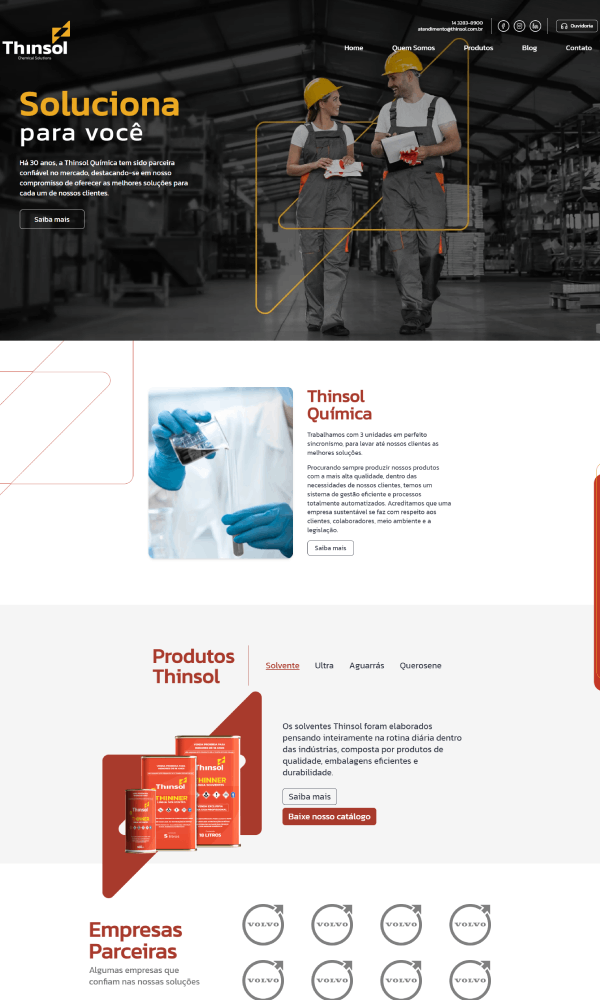 14 3283-8900
atendimento@thinsol.com.br
Ouvidoria
Thinsol
Chemical Solutions
Home
Quem Somos
Produtos
Blog
Contato
Soluciona
para você
Há 30 anos, a Thinsol Química tem sido parceira
confiável no mercado, destacando-se em nosso
compromisso de oferecer as melhores soluções para
cada um de nossos clientes.
Saiba mais
Thinsol
Química
Trabalhamos com 3 unidades em perfeito
sincronismo, para levar até nossos clientes as
melhores soluções.
Procurando sempre produzir nossos produtos
com a mais alta qualidade, dentro das
necessidades de nossos clientes, temos um
sistema de gestão eficiente e processos
totalmente automatizados. Acreditamos que uma
empresa sustentável se faz com respeito aos
clientes, colaboradores, meio ambiente e a
legislação.
Saiba mais
Produtos
Thinsol
Solvente
Ultra
Aguarrás
Querosene
Os solventes Thinsol foram elaborados
pensando inteiramente na rotina diária dentro
das indústrias, composta por produtos de
qualidade, embalagens eficientes e
durabilidade.
Saiba mais
Baixe nosso catálogo
Thinsol
THINNER
18 LITROS
Thinsol
THINNER
5
Thinsol
THINNER
Empresas
Parceiras
Algumas empresas que
confiam nas nossas soluções
VOLVO
VOLVO
VOLVO
VOLVO
VOLVO
VOLVO
VOLVO
VOLVO